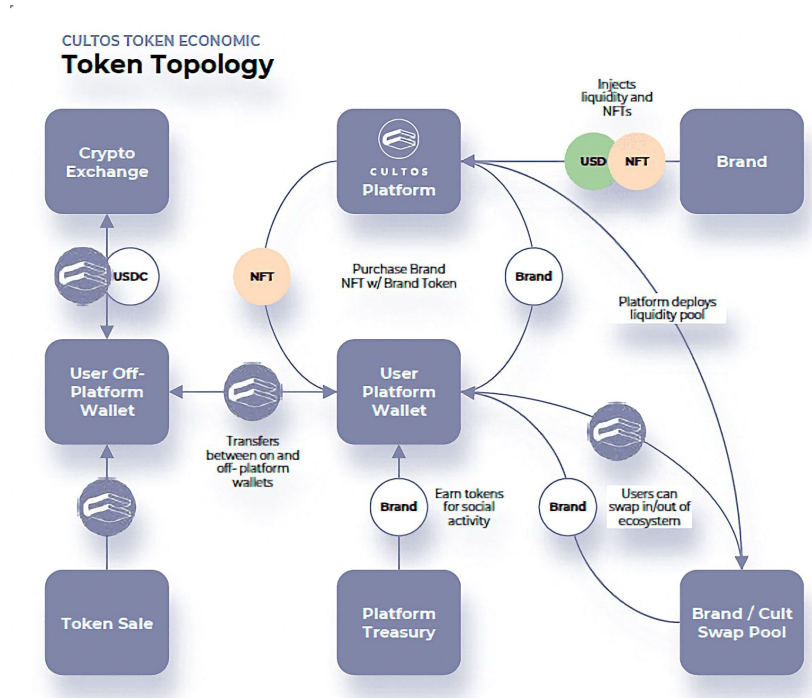 CULTOS TOKEN ECONOMIC
Token Topology
Injects
liquidity and
NFTs
Crypto
Exchange
CULTOS
Platform
USD
NFT
Brand
USDC
NFT
Purchase Brand
NFT w/ Brand Token
Brand
Platform deploys
liquidity pool
User Off-
Platform
Wallet
User
Platform
Wallet
Transfers
between on and
off- platform
wallets
Brand
Earn tokens
for social
activity
Brand
Users can
swap in/out of
ecosystem
Token Sale
Platform
Treasury
Brand / Cult
Swap Pool